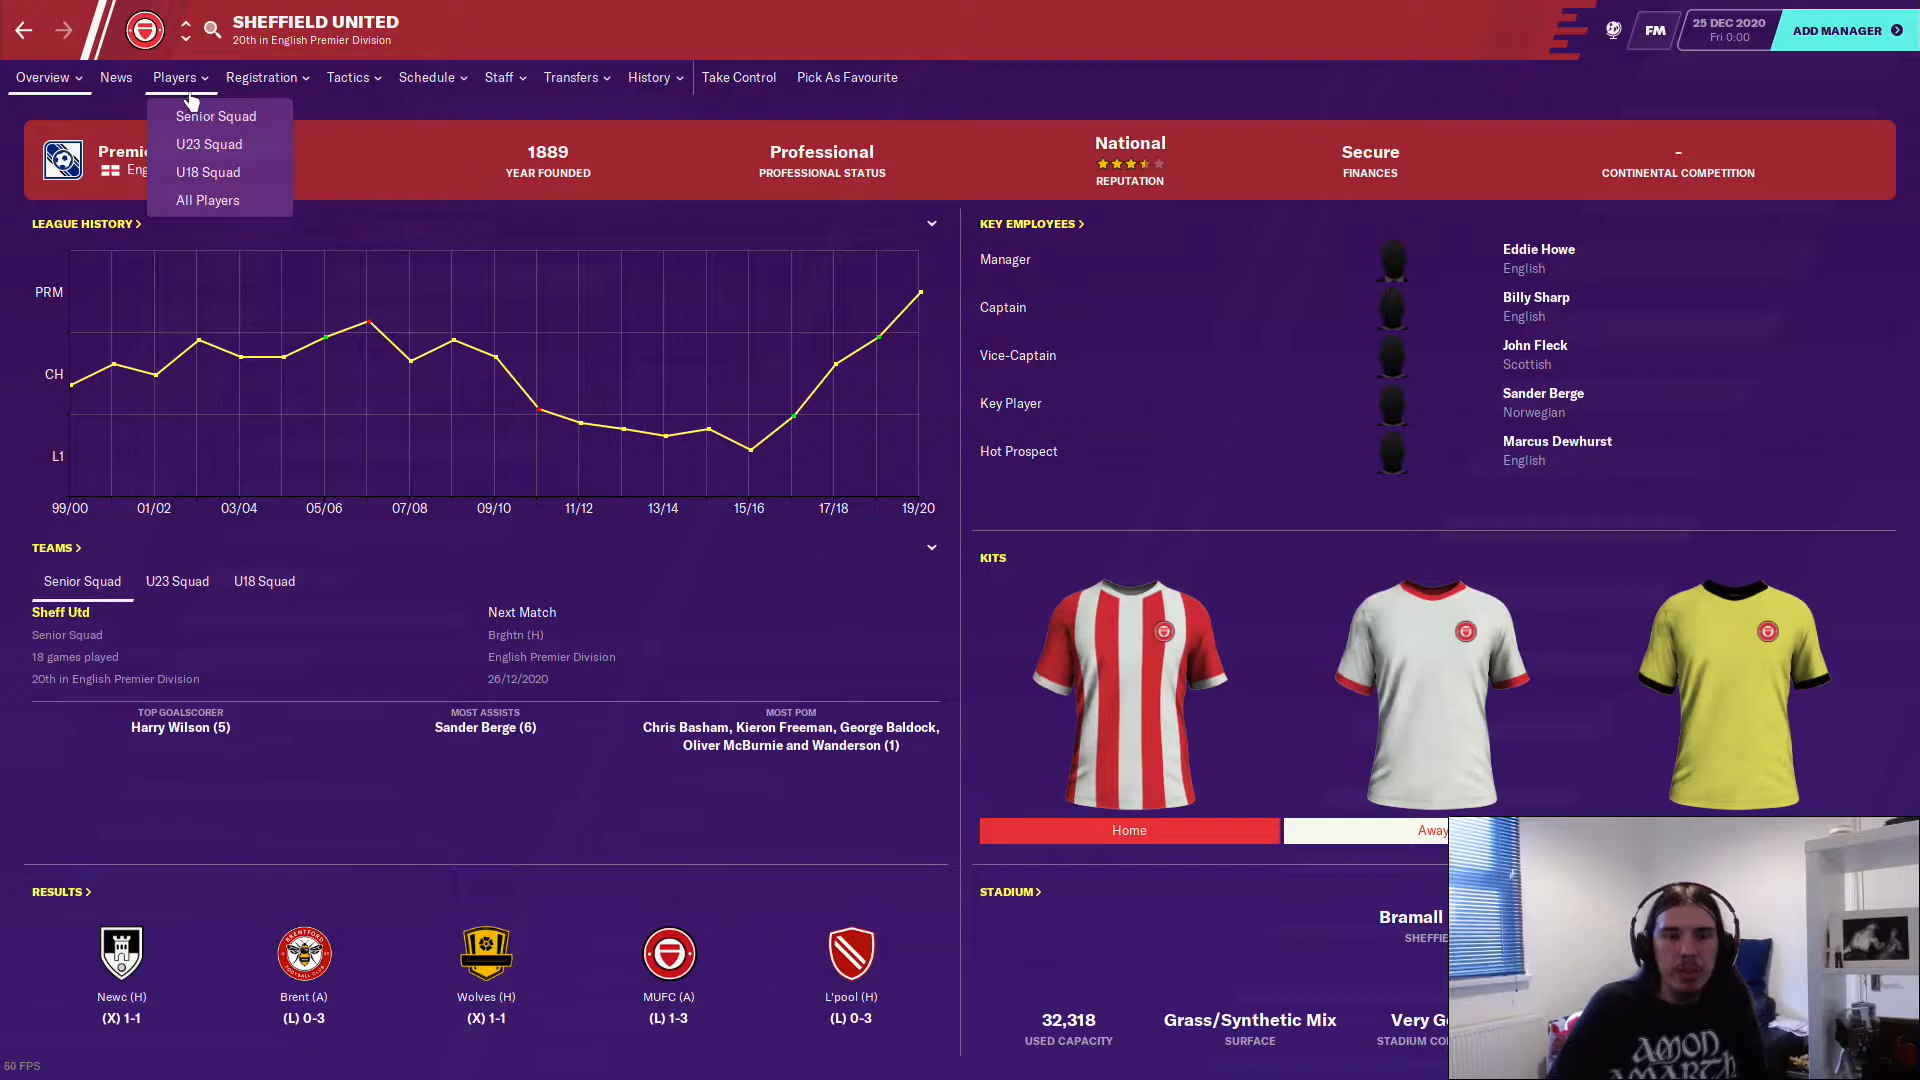 SHEFFIELD UNITED
20th in English Premier Division
FM
25 DEC 2020
Fri 0:00
ADD MANAGER
Overview
News
Players
Registration
Tactics
Schedule
Staff
Transfers
History
Take Control
Pick As Favourite
Senior Squad
U23 Squad
U18 Squad
All Players
Premie
Eng
1889
YEAR FOUNDED
Professional
PROFESSIONAL STATUS
National
REPUTATION
Secure
FINANCES
-
CONTINENTAL COMPETITION
LEAGUE HISTORY >
PRM
CH
L1
99/00 01/02 03/04 05/06 07/08 09/10 11/12 13/14 15/16 17/18 19/20
KEY EMPLOYEES >
Manager
Eddie Howe
English
Captain
Billy Sharp
English
Vice-Captain
John Fleck
Scottish
Key Player
Sander Berge
Norwegian
Hot Prospect
Marcus Dewhurst
English
TEAMS >
Senior Squad U23 Squad U18 Squad
Sheff Utd
Senior Squad
18 games played
20th in English Premier Division
Next Match
Brghtn (H)
English Premier Division
26/12/2020
TOP GOALSCORER
Harry Wilson (5)
MOST ASSISTS
Sander Berge (6)
MOST POM
Chris Basham, Kieron Freeman, George Baldock,
Oliver McBurnie and Wanderson (1)
KITS
Home
Away
RESULTS >
BRENTFORD
FOOTBALL CLUB
Newc (H)
(X) 1-1
Brent (A)
(L) 0-3
Wolves (H)
(X) 1-1
MUFC (A)
(L) 1-3
L'pool (H)
(L) 0-3
STADIUM >
Bramall
SHEFFIE
32,318
USED CAPACITY
Grass/Synthetic Mix
SURFACE
Very Go
STADIUM CO
AMON
AMARTH
60 FPS